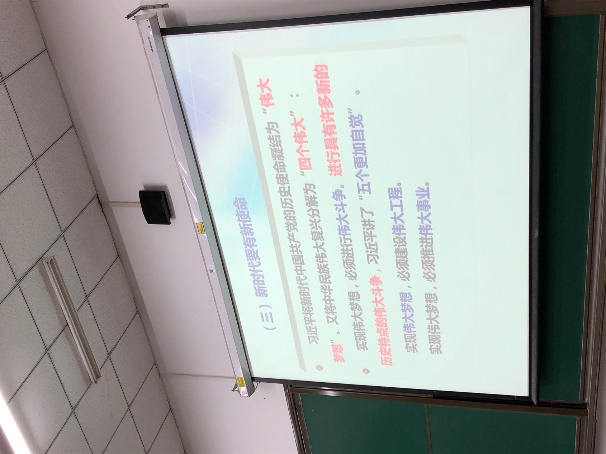 （三）新时代要有新使命
习近平将新时代中国共产党的历史使命凝结为“伟大
梦想”，又将中华民族伟大复兴分解为“四个伟大”：
实现伟大梦想，必须进行伟大斗争。进行具有许多新的
历史特点的伟大斗争，习近平讲了“五个更加自觉”。
实现伟大梦想，必须建设伟大工程。
实现伟大梦想，必须推进伟大事业。